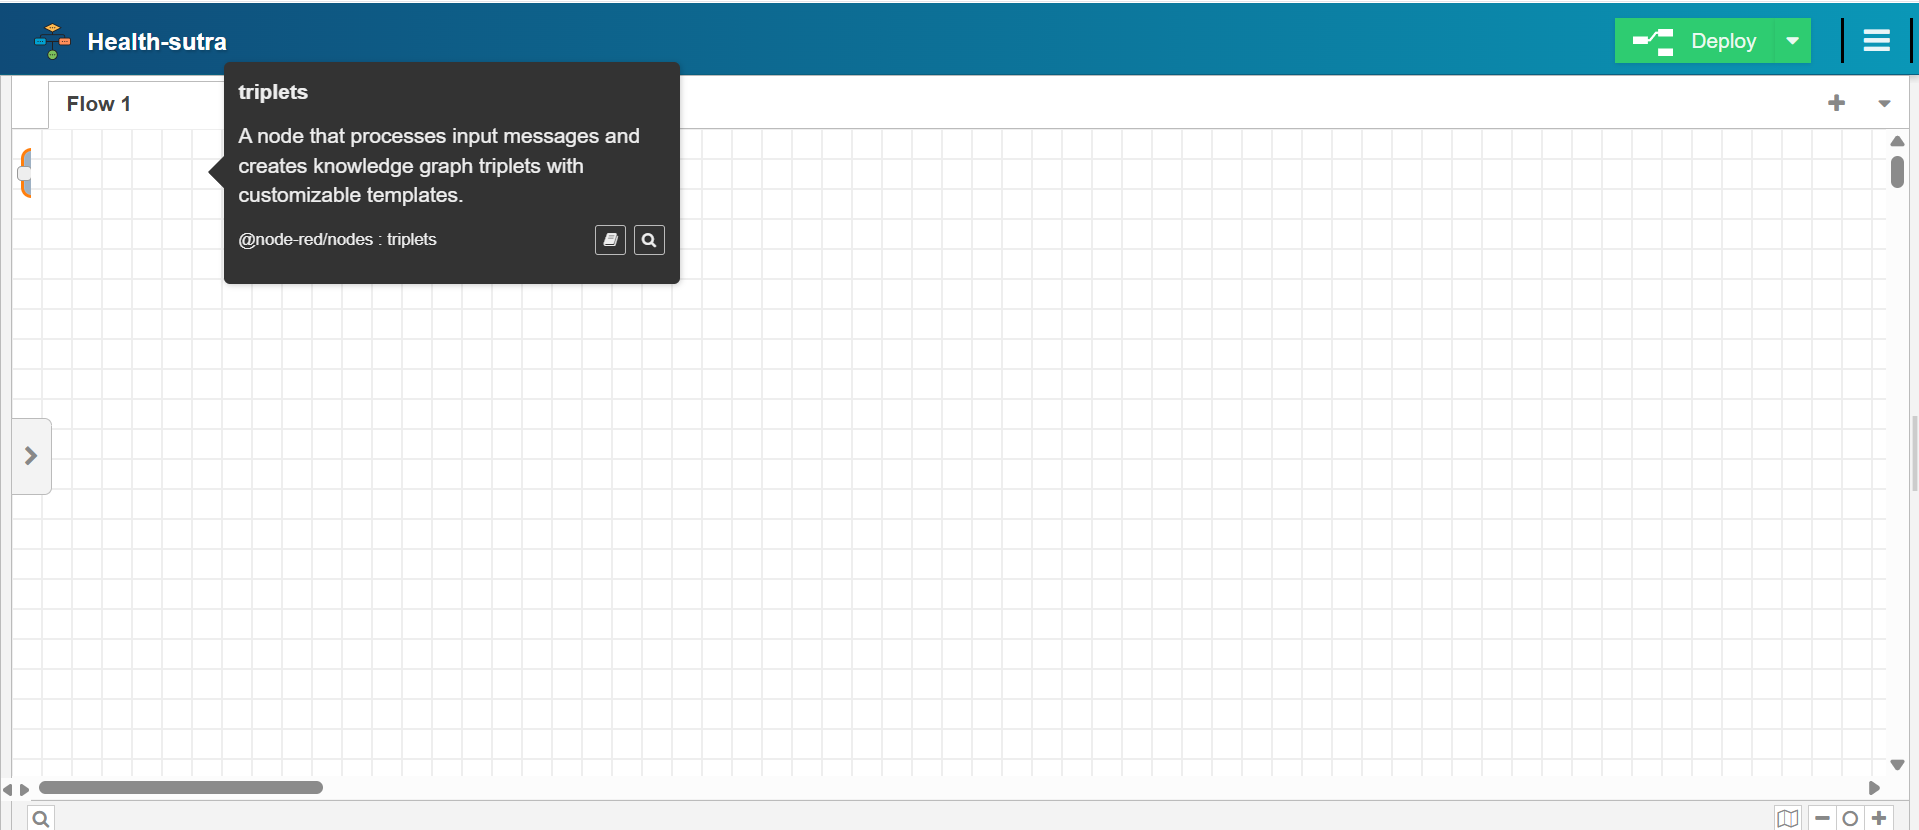 Health-sutra
Deploy
Flow 1
triplets
A node that processes input messages and
creates knowledge graph triplets with
customizable templates.
@node-red/nodes : triplets